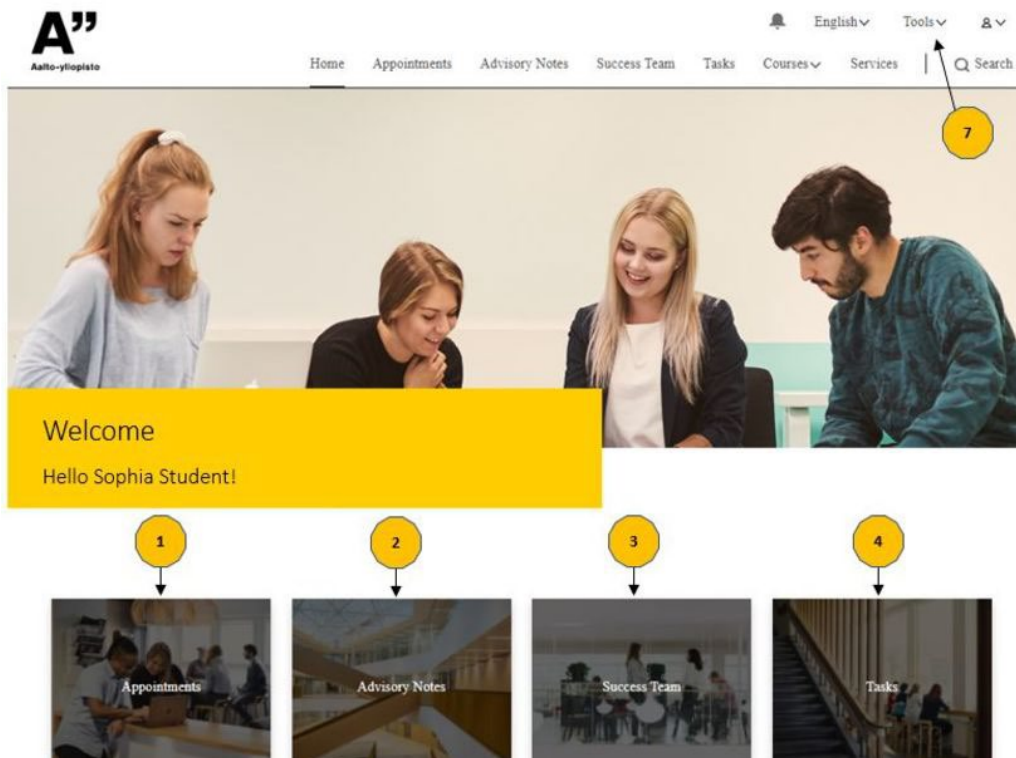 A”
Aalto-yliopisto
English
Tools
Home Appointments Advisory Notes Success Team Tasks Courses Services | Search
7
Welcome
Hello Sophia Student!
1 2 3 4
Appointments Advisory Notes Success Team Tasks